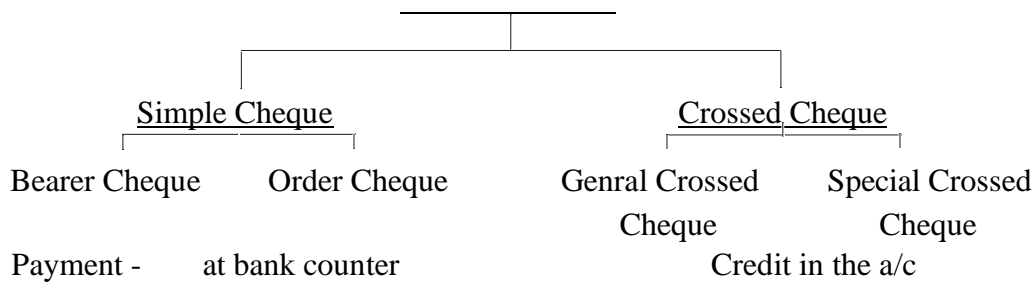 Simple Cheque Crossed Cheque
Bearer Cheque Order Cheque Genral Crossed Special Crossed
Cheque Cheque
Payment - at bank counter Credit in the a/c